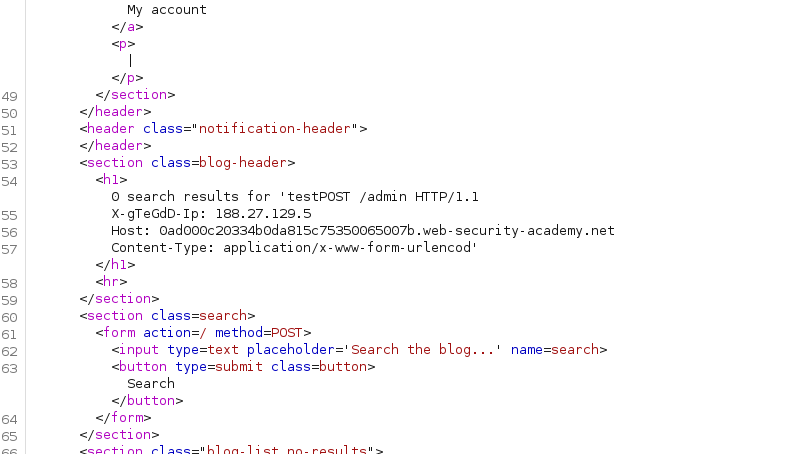 My account
</a>
<p>
|
</p>
49 </section>
50 </header>
51 <header class="notification-header">
52 </header>
53 <section class=blog-header>
54 <h1>
0 search results for 'testPOST /admin HTTP/1.1
55 X-gTeGdD-Ip: 188.27.129.5
56 Host: 0ad000c20334b0da815c75350065007b.web-security-academy.net
57 Content-Type: application/x-www-form-urlencod'
</h1>
58 <hr>
59 </section>
60 <section class=search>
61 <form action=/ method=POST>
62 <input type=text placeholder='Search the blog...' name=search>
63 <button type=submit class=button>
Search
</button>
64 </form>
65 </section>
66 <section class="blog-list no-results">